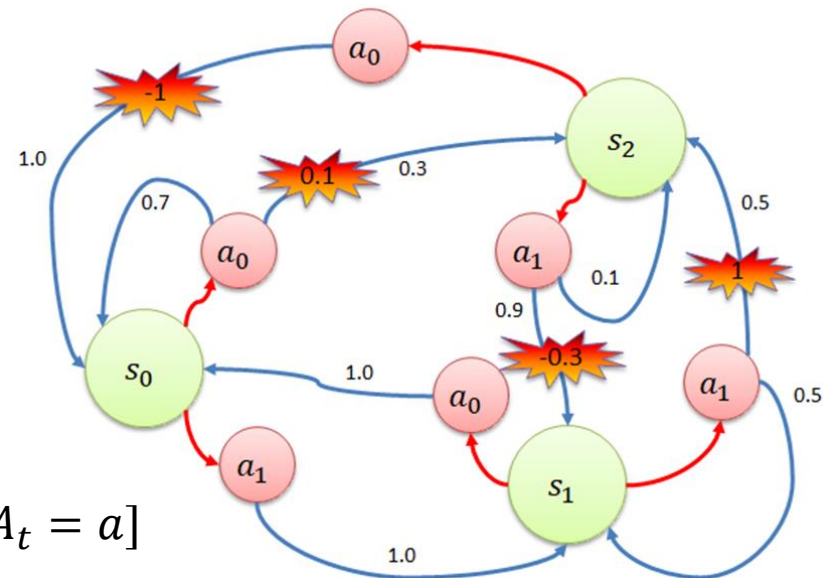 a₀
-1
s₂
1.0
0.1
0.3
0.7
0.5
a₀
a₁
0.1
1
0.9
-0.3
s₀
1.0
a₀
a₁
0.5
a₁
s₁
A_t = a]
1.0